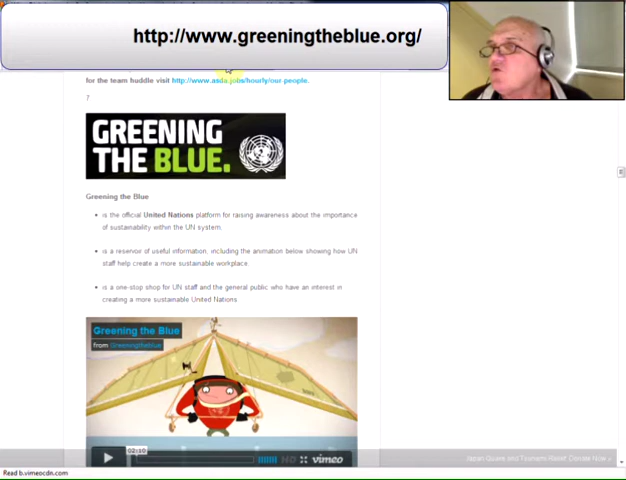 http://www.greeningtheblue.org/
for the team huddle visit http://www.asda.jobs/hourly/our-people.
?
GREENING
THE BLUE.
Greening the Blue
is the official United Nations platform for raising awareness about the importance
of sustainability within the UN system.
is a reservoir of useful information, including the animation below showing how UN
staff help create a more sustainable workplace.
is a one-stop shop for UN staff and the general public who have an interest in
creating a more sustainable United Nations
Greening the Blue
from Greeningtheblue
02:10
HD vimeo
and Tsunami Relief (Donate Now
Read b.vimeocdn.com